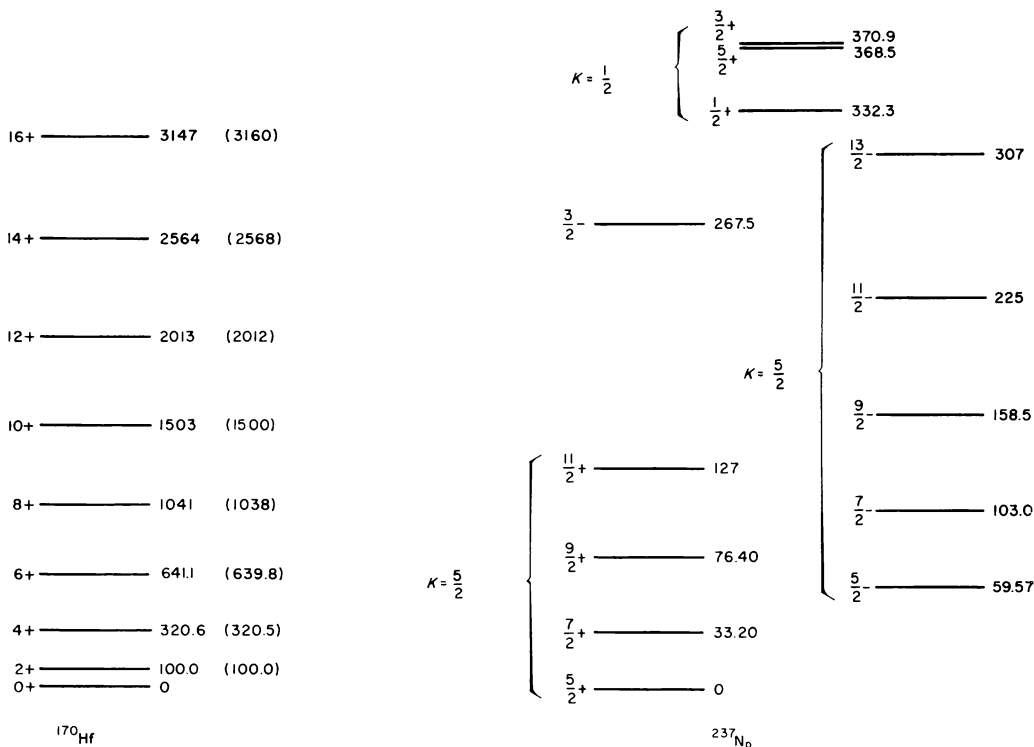 16+ 3147 (3160)
14+ 2564 (2568)
12+ 2013 (2012)
10+ 1503 (1500)
8+ 1041 (1038)
6+ 641.1 (639.8)
4+ 320.6 (320.5)
2+ 100.0 (100.0)
0+ 0
170Hf
K = 1/2
3/2+ 370.9
5/2+ 368.5
1/2+ 332.3
3/2- 267.5
K = 5/2
11/2+ 127
9/2+ 76.40
7/2+ 33.20
5/2+ 0
K = 5/2
13/2- 307
11/2- 225
9/2- 158.5
7/2- 103.0
5/2- 59.57
237Np